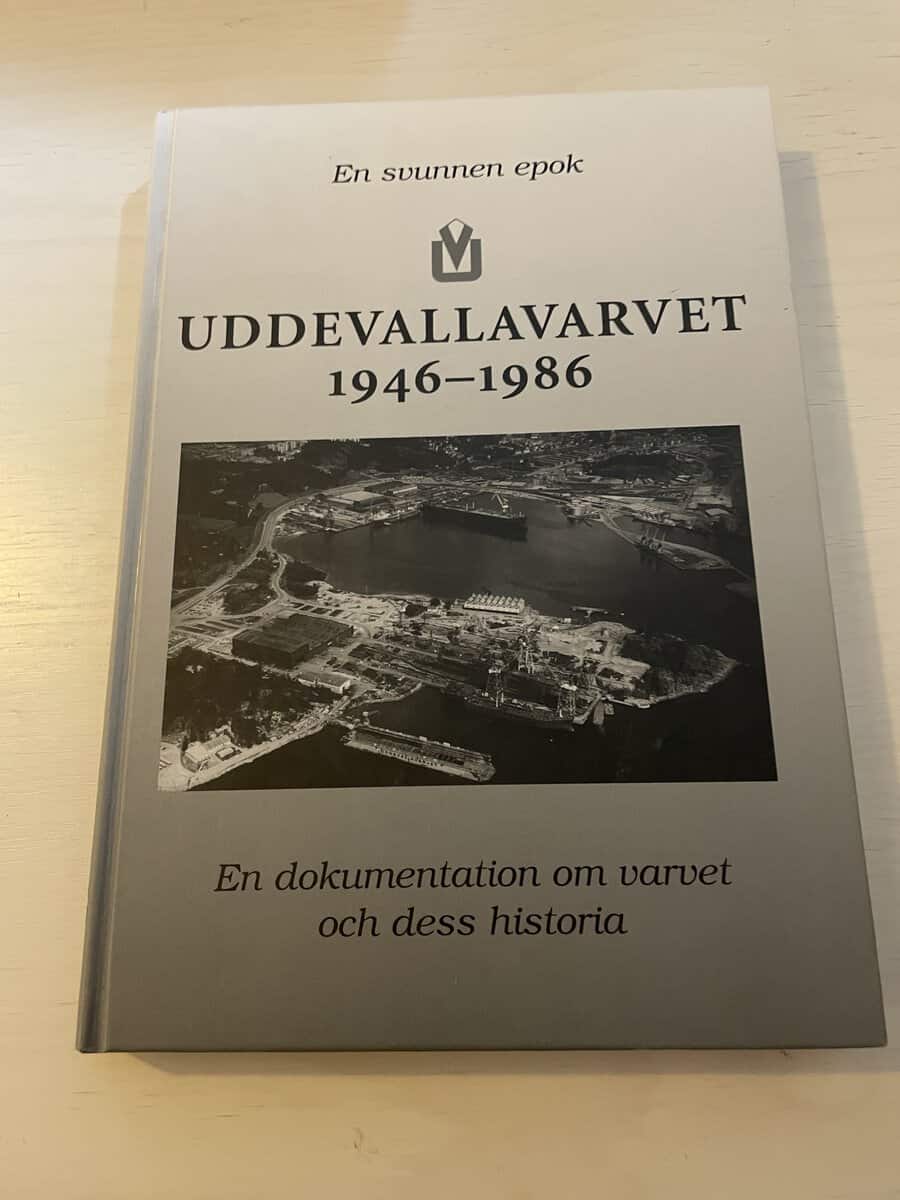 En svunnen epok
UDDEVALLAVARVET
1946–1986
En dokumentation om varvet
och dess historia